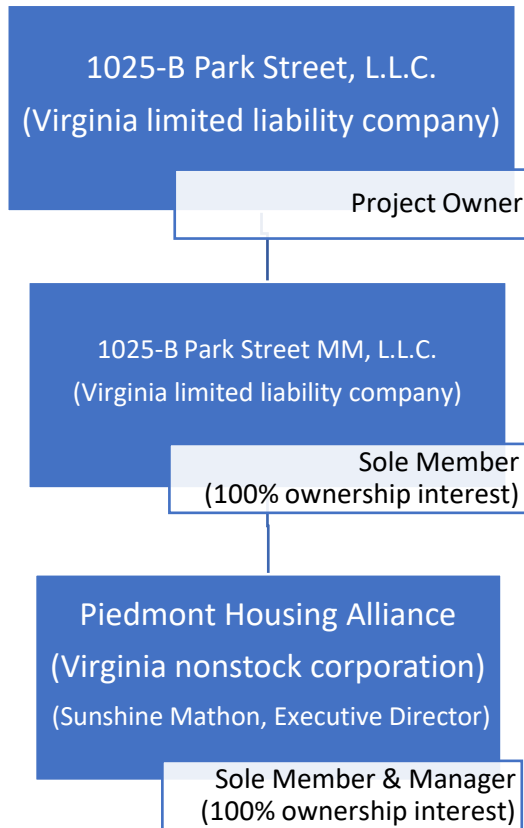 1025-B Park Street, L.L.C.
(Virginia limited liability company)
Project Owner
1025-B Park Street MM, L.L.C.
(Virginia limited liability company)
Sole Member
(100% ownership interest)
Piedmont Housing Alliance
(Virginia nonstock corporation)
(Sunshine Mathon, Executive Director)
Sole Member & Manager
(100% ownership interest)